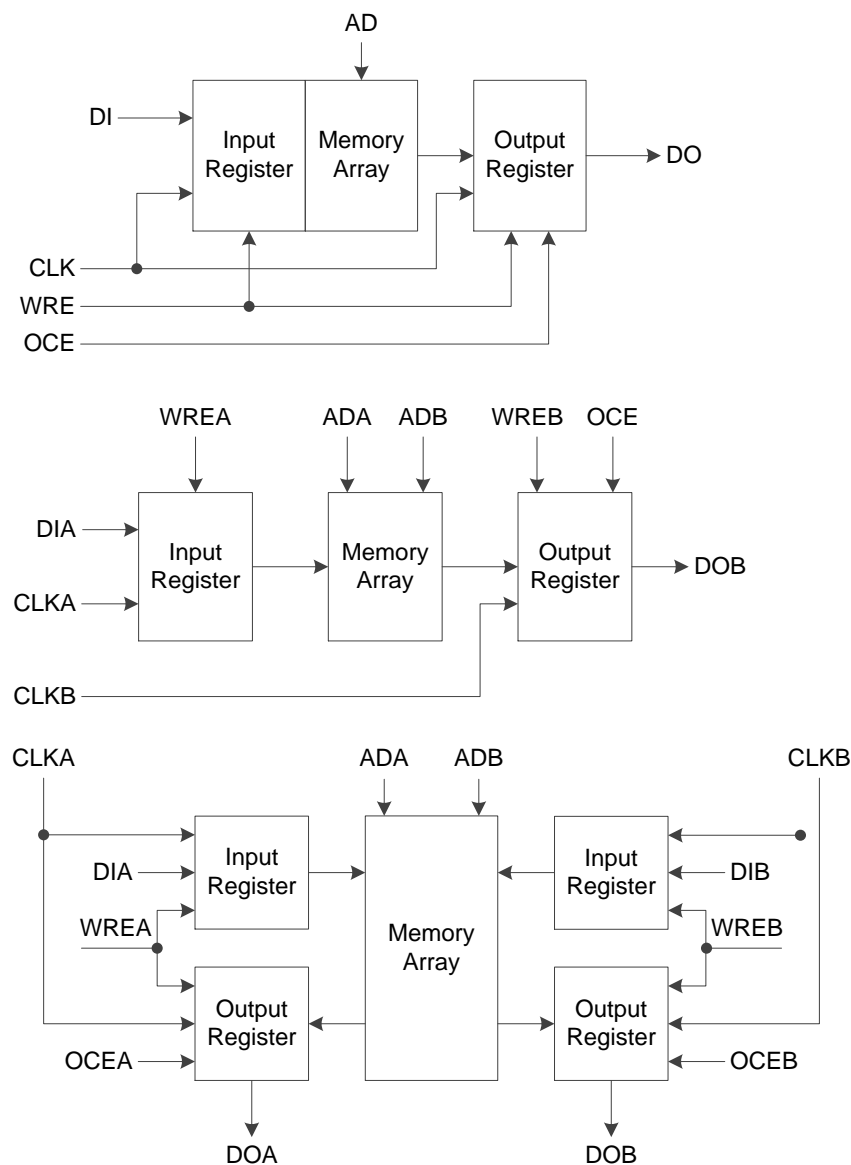 AD
DI
Input
Register
Memory
Array
Output
Register
DO
CLK
WRE
OCE
WREA
ADA
ADB
WREB
OCE
DIA
Input
Register
Memory
Array
Output
Register
DOB
CLKA
CLKB
CLKA
ADA
ADB
CLKB
Input
Register
Input
Register
DIA
DIB
WREA
Memory
Array
WREB
Output
Register
Output
Register
OCEA
OCEB
DOA
DOB